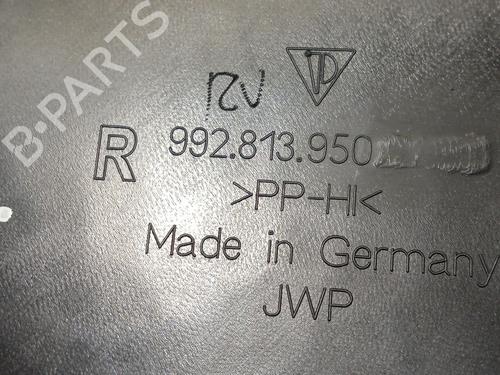 B-PARTS
RV
R 992.813.950
>PP-HI<
Made in Germany
JWP